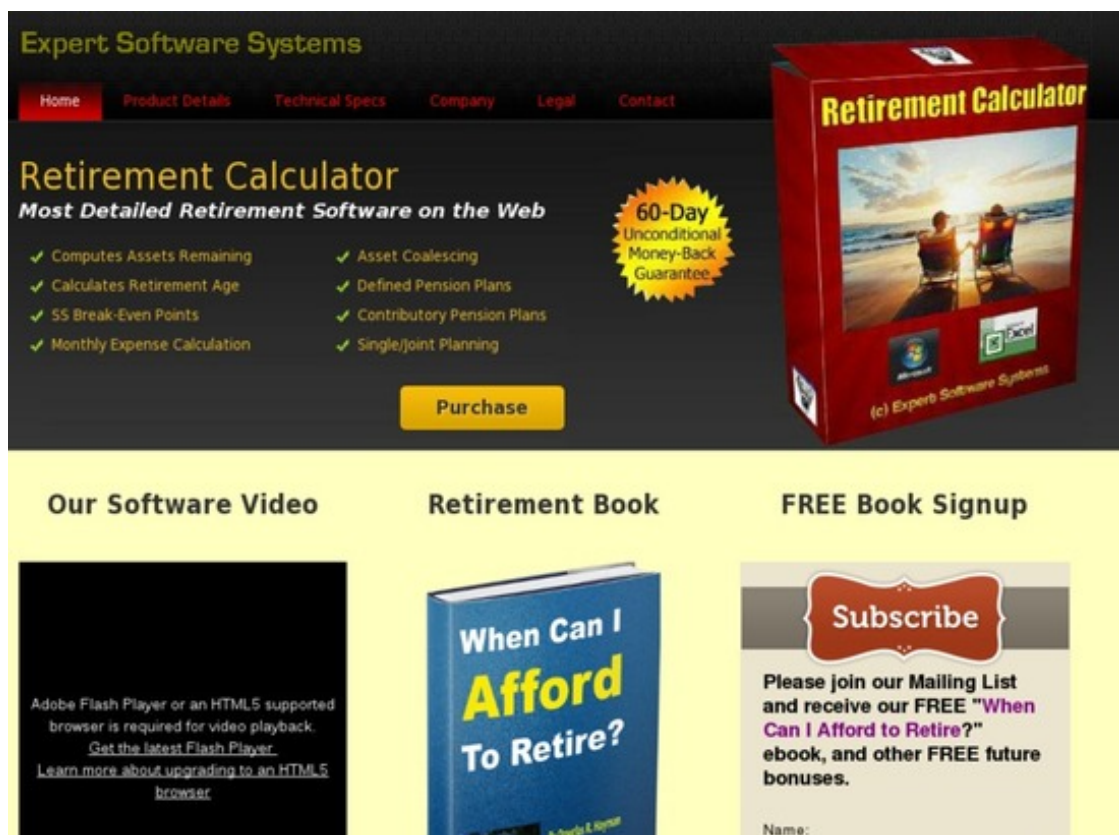 Expert Software Systems
Home Product Details Technical Specs Company Legal Contact
Retirement Calculator
Most Detailed Retirement Software on the Web
Computes Assets Remaining
Calculates Retirement Age
SS Break-Even Points
Monthly Expense Calculation
Asset Coalescing
Defined Pension Plans
Contributory Pension Plans
Single/Joint Planning
60-Day
Unconditional
Money-Back
Guarantee
Purchase
Retirement Calculator
Microsoft
Excel
(c) Expert Software Systems
Our Software Video
Adobe Flash Player or an HTML5 supported
browser is required for video playback.
Get the latest Flash Player
Learn more about upgrading to an HTML5
browser
Retirement Book
When Can I
Afford
To Retire?
FREE Book Signup
Subscribe
Please join our Mailing List
and receive our FREE "When
Can I Afford to Retire?"
ebook, and other FREE future
bonuses.
Name: